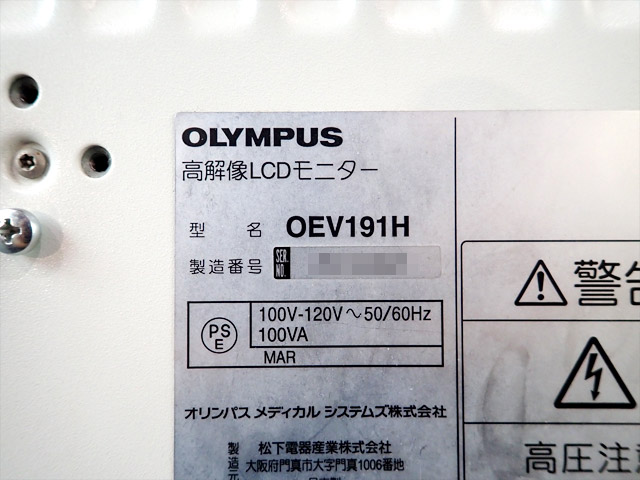 OLYMPUS
高解像LCDモニター
型 名 OEV191H
製造番号 SER. NO.
PS E
100V-120V～50/60Hz
100VA
MAR
オリンパス メディカル システムズ株式会社
製造元 松下電器産業株式会社
大阪府門真市大字門真1006番地
警告
高圧注意